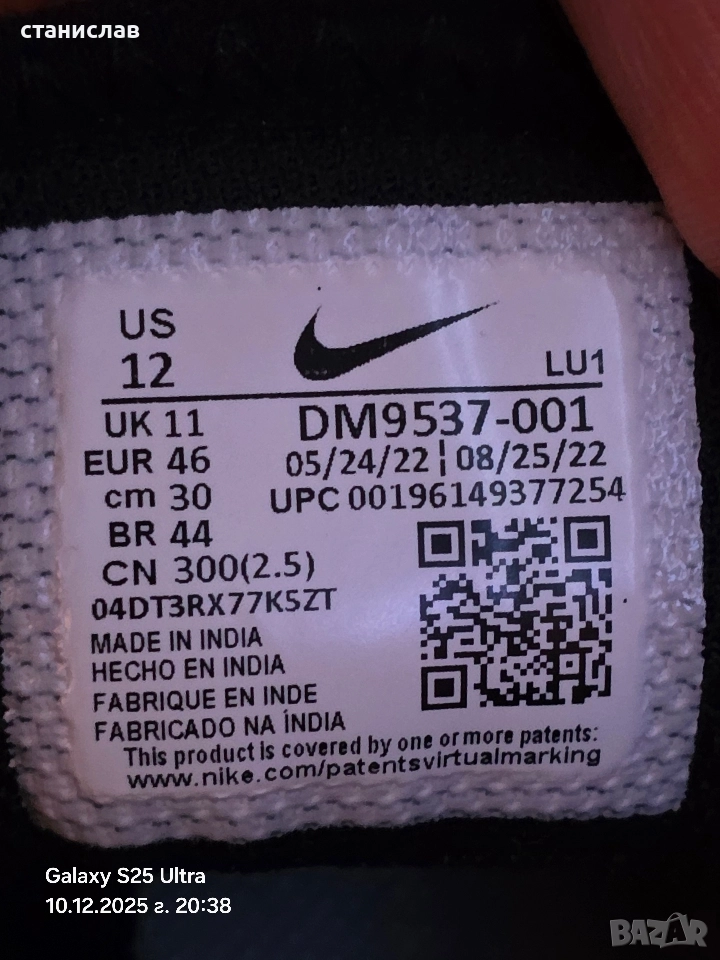 станислав
US
12
LU1
UK 11
DM9537-001
EUR 46
05/24/22 | 08/25/22
cm 30
UPC 00196149377254
BR 44
CN 300(2.5)
04DT3RX77K5ZT
MADE IN INDIA
HECHO EN INDIA
FABRIQUE EN INDE
FABRICADO NA ÍNDIA
This product is covered by one or more patents:
www.nike.com/patentsvirtualmarking
Galaxy S25 Ultra
10.12.2025 г. 20:38
BAZAR